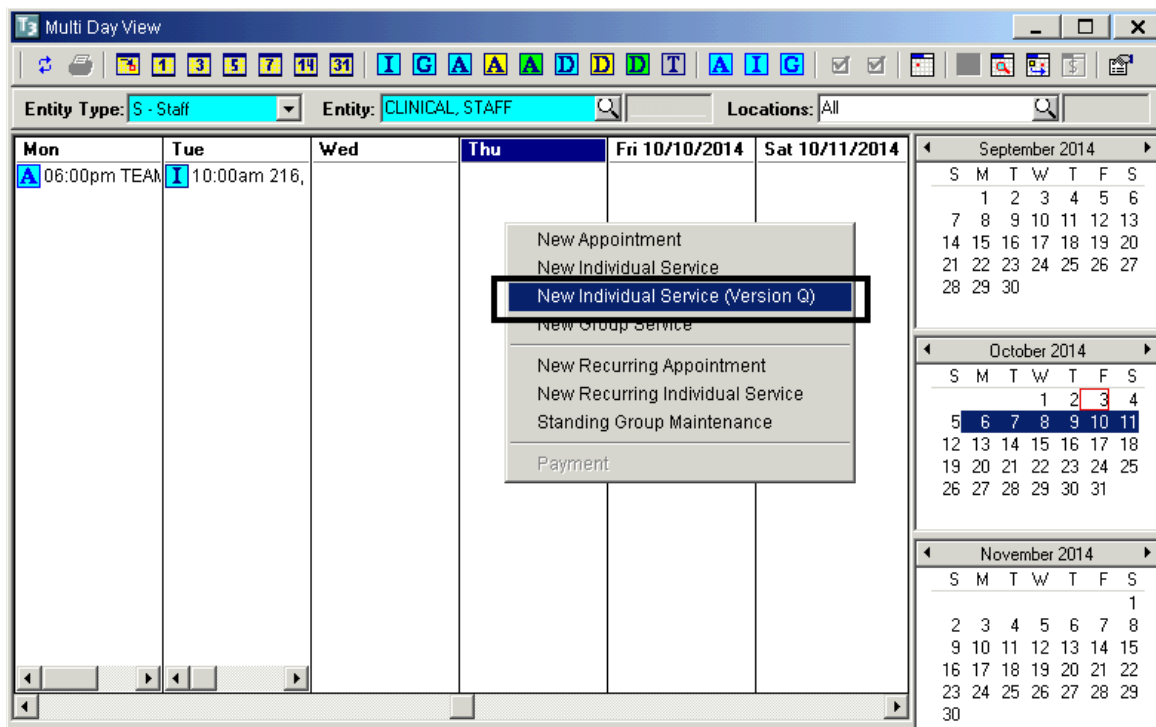 T3 Multi Day View
1 3 5 7 14 31 I G A A A D D D T A I G $
Entity Type: S - Staff Entity: CLINICAL, STAFF Locations: All
Mon Tue Wed Thu Fri 10/10/2014 Sat 10/11/2014
A 06:00pm TEAM I 10:00am 216,
New Appointment
New Individual Service
New Individual Service (Version Q)
New Group Service
New Recurring Appointment
New Recurring Individual Service
Standing Group Maintenance
Payment
September 2014
S M T W T F S
1 2 3 4 5 6
7 8 9 10 11 12 13
14 15 16 17 18 19 20
21 22 23 24 25 26 27
28 29 30
October 2014
S M T W T F S
1 2 3 4
5 6 7 8 9 10 11
12 13 14 15 16 17 18
19 20 21 22 23 24 25
26 27 28 29 30 31
November 2014
S M T W T F S
1
2 3 4 5 6 7 8
9 10 11 12 13 14 15
16 17 18 19 20 21 22
23 24 25 26 27 28 29
30